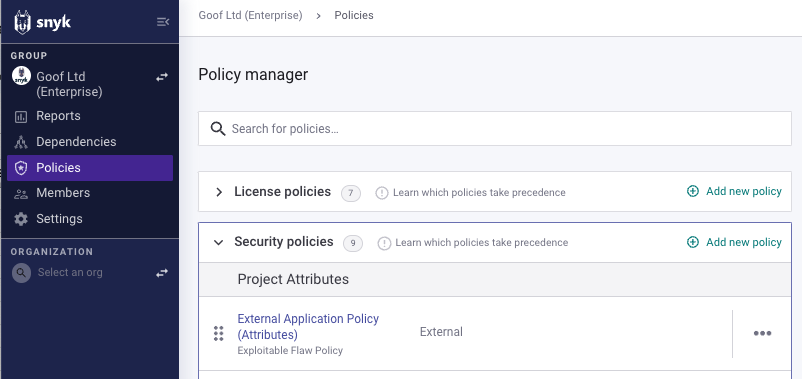 snyk
GROUP
snyk
Goof Ltd
(Enterprise)
Reports
Dependencies
Policies
Members
Settings
ORGANIZATION
Select an org
Goof Ltd (Enterprise) > Policies
Policy manager
Search for policies...
License policies 7 Learn which policies take precedence Add new policy
Security policies 9 Learn which policies take precedence Add new policy
Project Attributes
External Application Policy
(Attributes)
Exploitable Flaw Policy
External